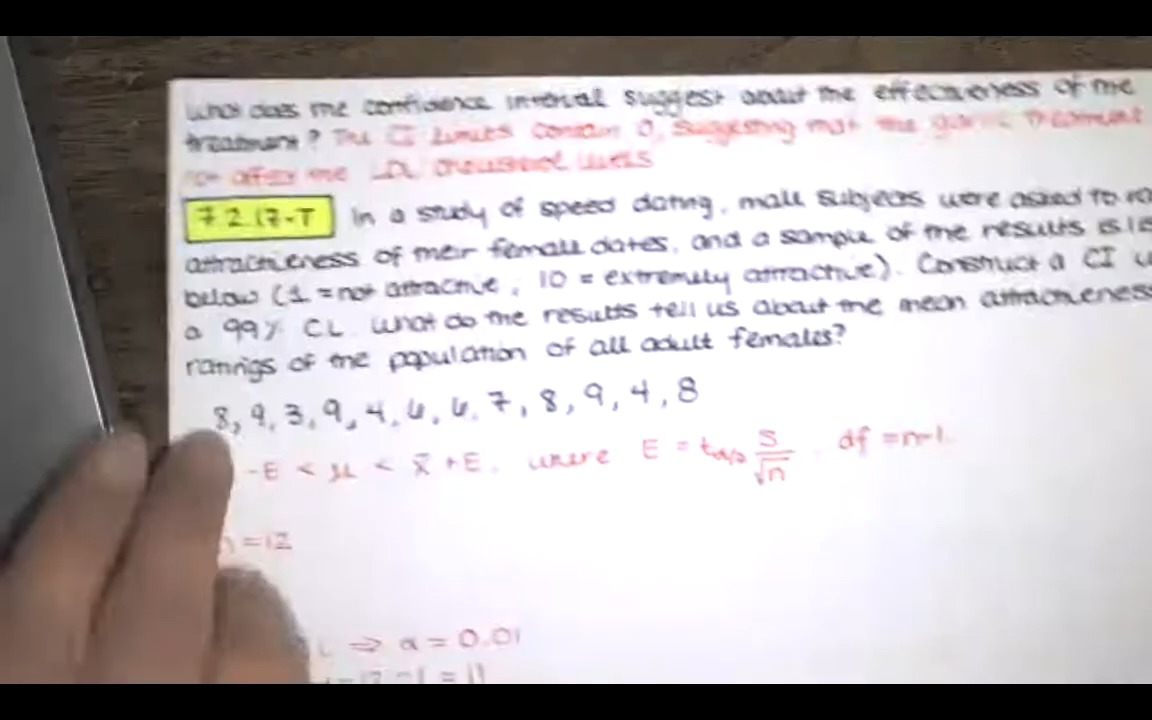 What does the confidence interval suggest about the effectiveness of the
treatment? The CI limits contain 0, suggesting that the garlic treatment
not affect the LDL cholesterol levels
7.2.17-T In a study of speed dating, male subjects were asked to
attractiveness of their female dates, and a sample of the results is
below (1 = not attractive, 10 = extremely attractive). Construct a CI
a 99% CL. What do the results tell us about the mean attractiveness
ratings of the population of all adult females?
8, 9, 3, 9, 4, 6, 6, 7, 8, 9, 4, 8
-E < μ < x̄ + E, where E = tα/2 s/√n, df = n-1.
n = 12
⇒ α = 0.01
12 - 1 = 11